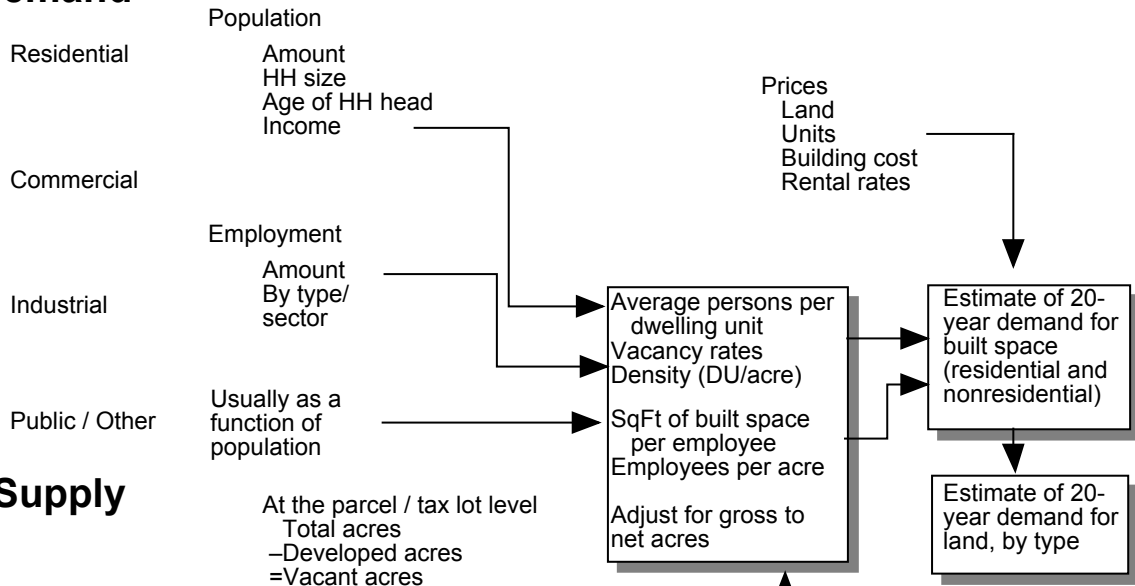 Population
Residential
Amount
HH size
Age of HH head
Income
Prices
Land
Units
Building cost
Rental rates
Commercial
Employment
Amount
By type/
sector
Industrial
Public / Other
Usually as a
function of
population
Average persons per
dwelling unit
Vacancy rates
Density (DU/acre)
SqFt of built space
per employee
Employees per acre
Adjust for gross to
net acres
Estimate of 20-
year demand for
built space
(residential and
nonresidential)
Estimate of 20-
year demand for
land, by type
Supply
At the parcel / tax lot level
Total acres
–Developed acres
=Vacant acres